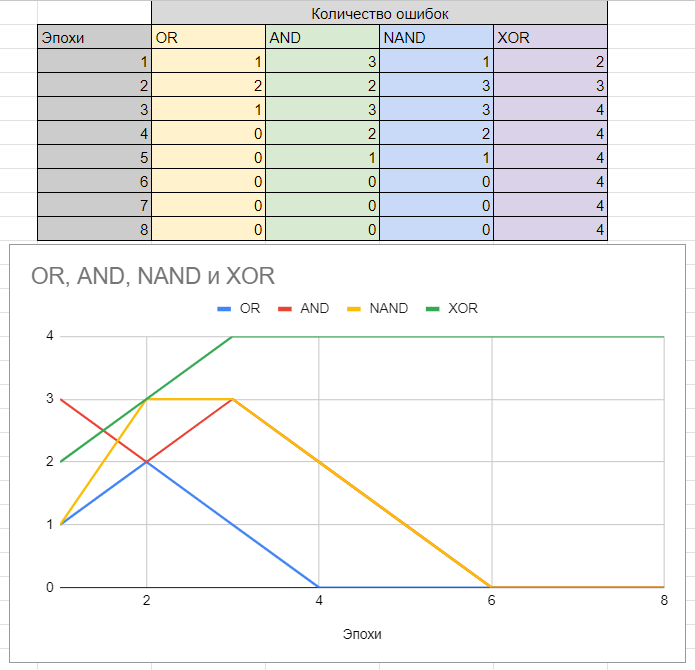 Количество ошибок
Эпохи OR AND NAND XOR
1 1 3 1 2
2 2 2 3 3
3 1 3 3 4
4 0 2 2 4
5 0 1 1 4
6 0 0 0 4
7 0 0 0 4
8 0 0 0 4
OR, AND, NAND и XOR
OR AND NAND XOR
4
3
2
1
0
2 4 6 8
Эпохи